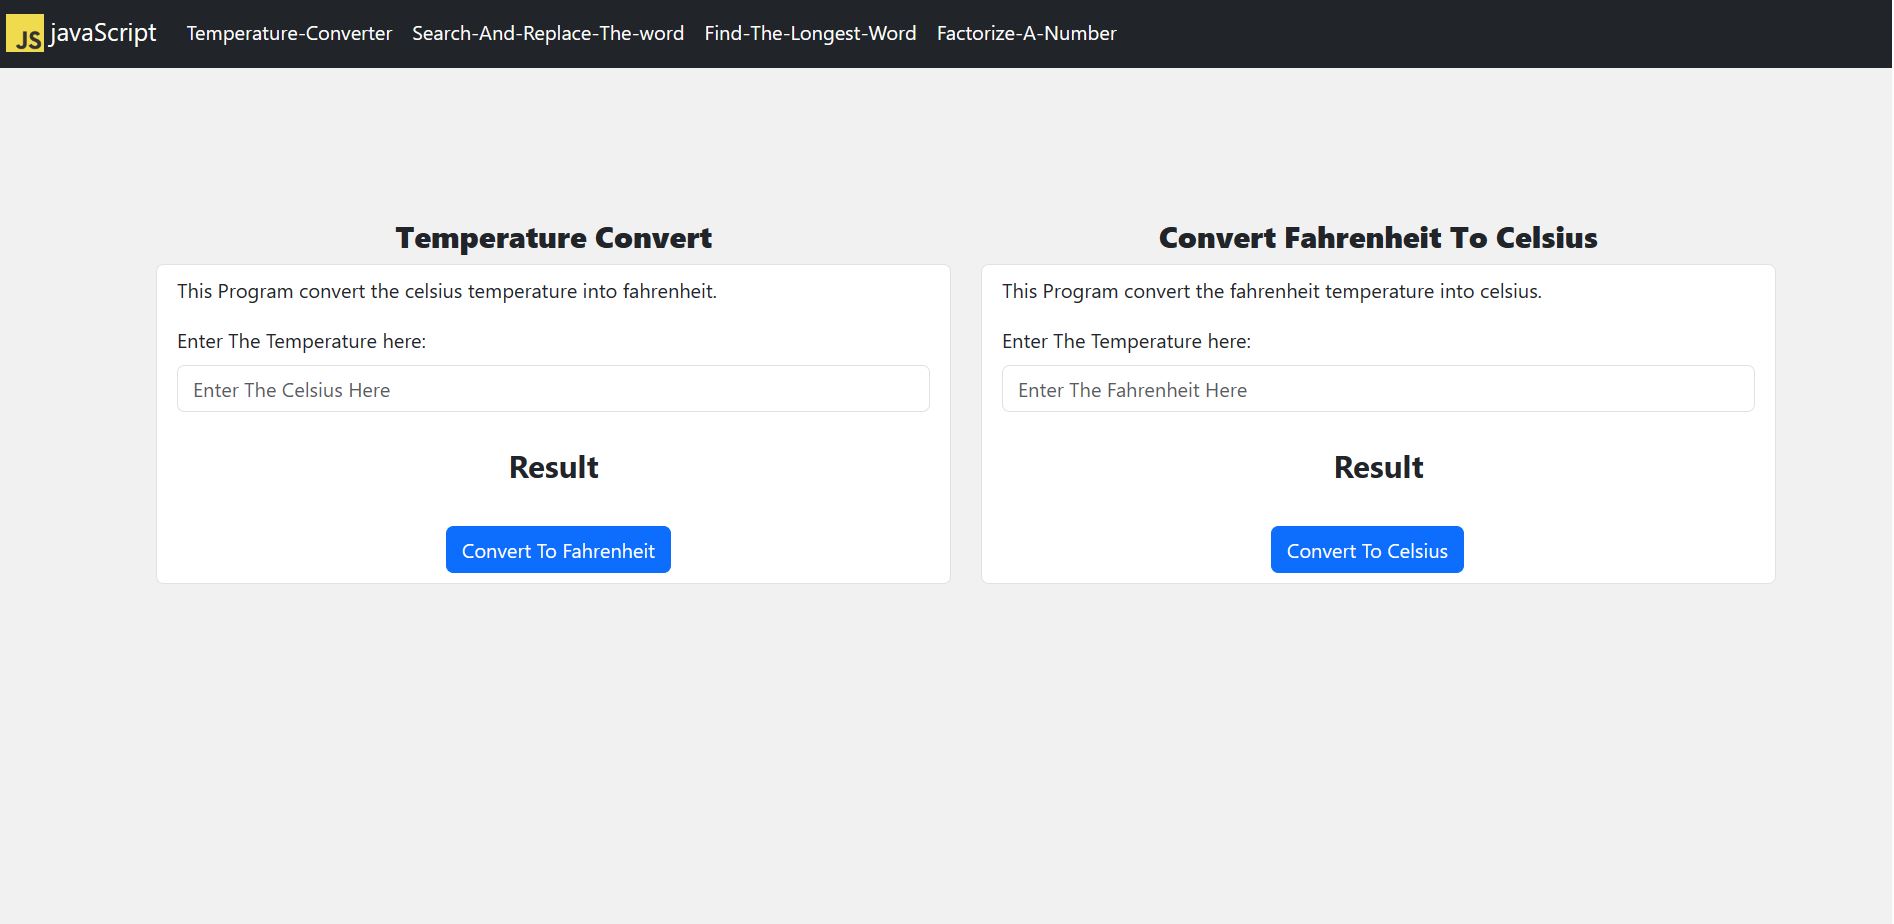 JS javaScript Temperature-Converter Search-And-Replace-The-word Find-The-Longest-Word Factorize-A-Number
Temperature Convert
This Program convert the celsius temperature into fahrenheit.
Enter The Temperature here:
Enter The Celsius Here
Result
Convert To Fahrenheit
Convert Fahrenheit To Celsius
This Program convert the fahrenheit temperature into celsius.
Enter The Temperature here:
Enter The Fahrenheit Here
Result
Convert To Celsius